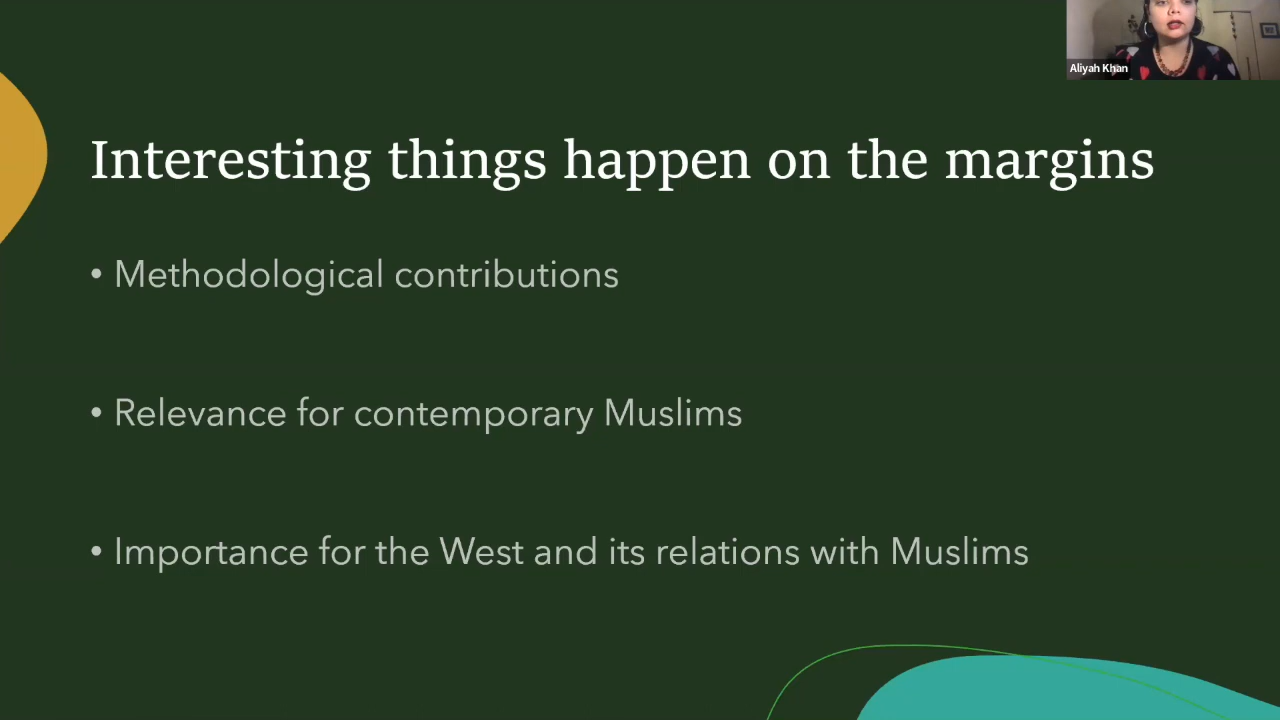 Aliyah Khan
Interesting things happen on the margins
• Methodological contributions
• Relevance for contemporary Muslims
• Importance for the West and its relations with Muslims